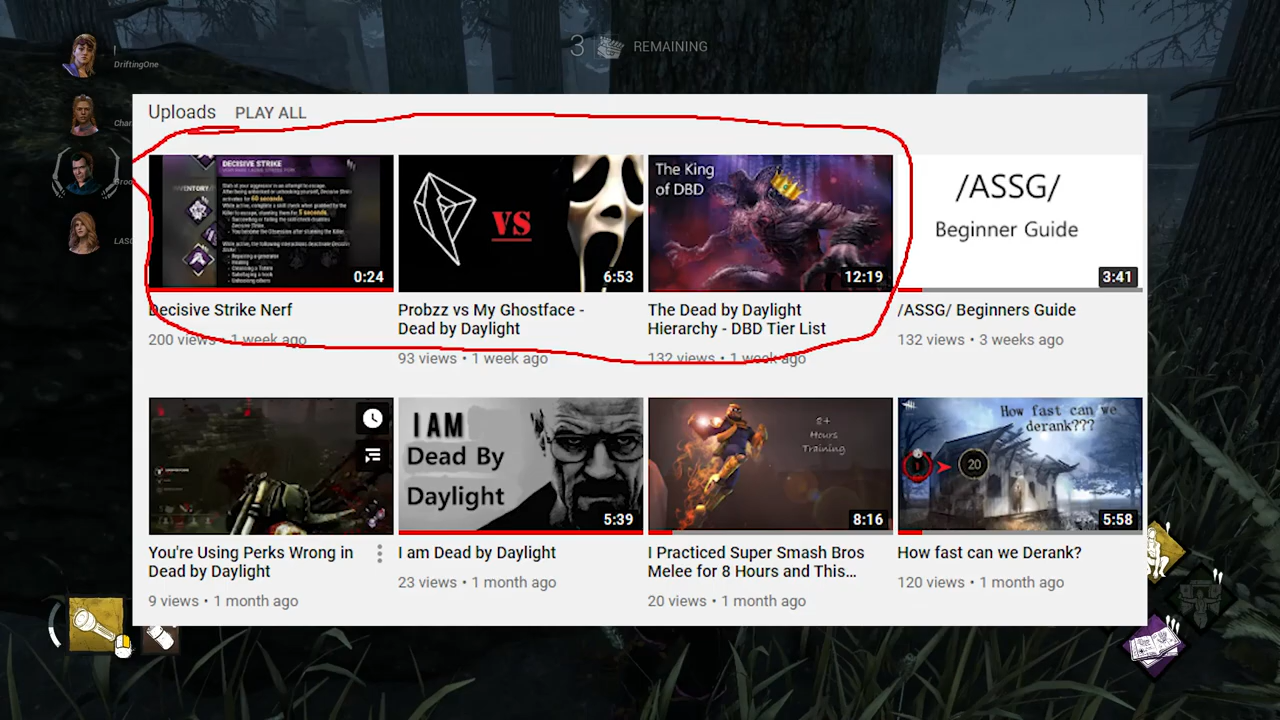 3 REMAINING
DriftingOne
Uploads PLAY ALL
DECISIVE STRIKE
INVENTORY
0:24
VS
6:53
The King
of DBD
12:19
/ASSG/
Beginner Guide
3:41
Decisive Strike Nerf
200 views • 1 week ago
Probzz vs My Ghostface -
Dead by Daylight
93 views • 1 week ago
The Dead by Daylight
Hierarchy - DBD Tier List
132 views • 1 week ago
/ASSG/ Beginners Guide
132 views • 3 weeks ago
I AM
Dead By
Daylight
5:39
8+
Hours
Training
8:16
How fast can we
derank???
1
20
5:58
You're Using Perks Wrong in
Dead by Daylight
9 views • 1 month ago
I am Dead by Daylight
23 views • 1 month ago
I Practiced Super Smash Bros
Melee for 8 Hours and This...
20 views • 1 month ago
How fast can we Derank?
120 views • 1 month ago